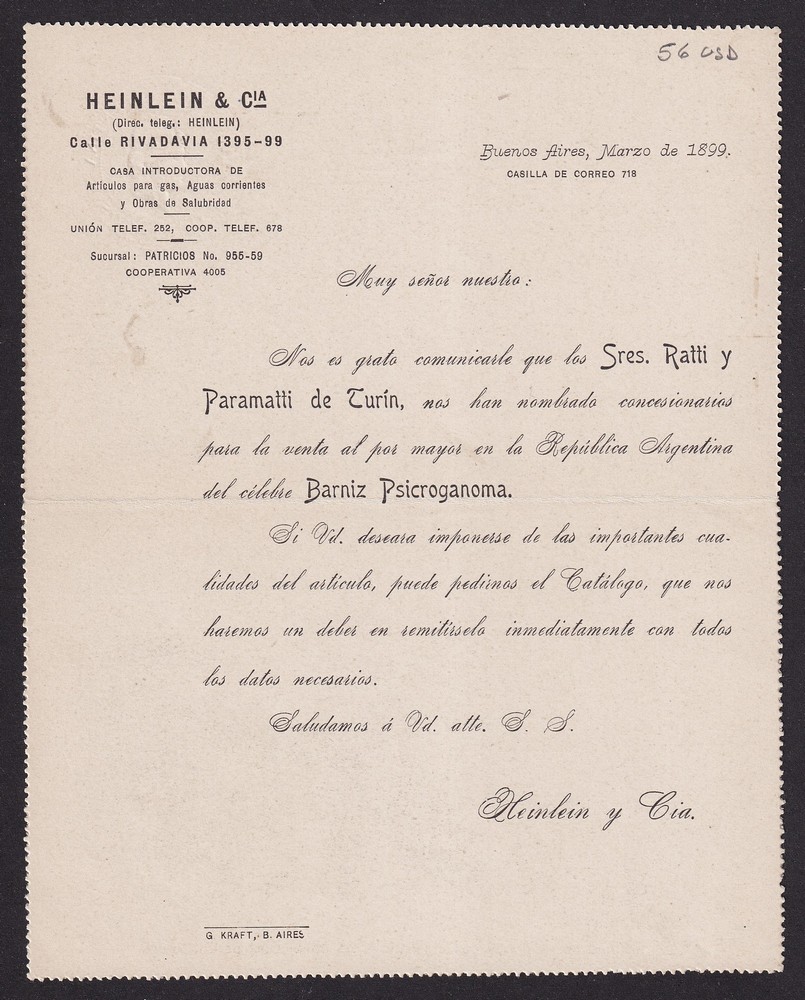 56 USD
HEINLEIN & CIA
(Direc. teleg.: HEINLEIN)
Calle RIVADAVIA 1395-99
CASA INTRODUCTORA DE
Artículos para gas, Aguas corrientes
y Obras de Salubridad
UNIÓN TELEF. 252, COOP. TELEF. 678
Sucursal: PATRICIOS No. 955-59
COOPERATIVA 4005
Buenos Aires, Marzo de 1899.
CASILLA DE CORREO 718
Muy señor nuestro:
Nos es grato comunicarle que los Sres. Ratti y
Paramatti de Turín, nos han nombrado concesionarios
para la venta al por mayor en la República Argentina
del célebre Barniz Psicroganoma.
Si Vd. deseara imponerse de las importantes cua-
lidades del artículo, puede pedirnos el Catálogo, que nos
haremos un deber en remitírselo inmediatamente con todos
los datos necesarios.
Saludamos á Vd. atte. S. S.
Heinlein y Cia.
G. KRAFT, B. AIRES